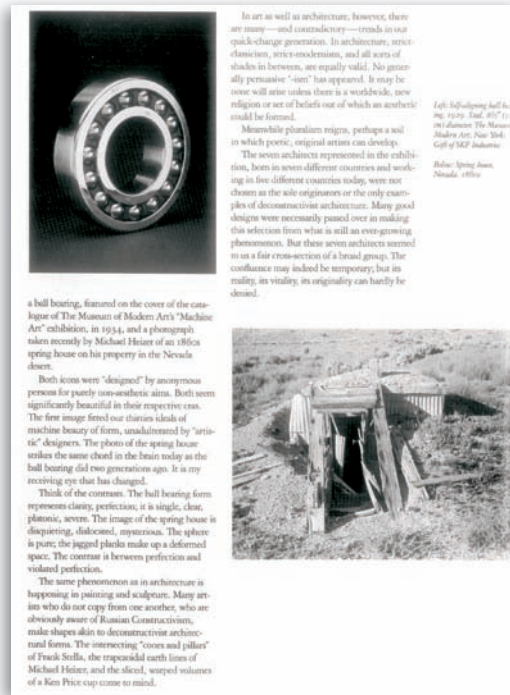 a ball bearing, featured on the cover of the cata-
logue of The Museum of Modern Art's "Machine
Art" exhibition, in 1934, and a photograph
taken recently by Michael Heizer of an 1860s
spring house on his property in the Nevada
desert.
Both icons were "designed" by anonymous
persons for purely non-aesthetic aims. Both seem
significantly beautiful in their respective eras.
The first image fitted our thirties ideals of
machine beauty of form, unadulterated by "artis-
tic" designers. The photo of the spring house
strikes the same chord in the brain today as the
ball bearing did two generations ago. It is my
receiving eye that has changed.
Think of the contrasts. The ball bearing form
represents clarity, perfection; it is single, clear,
platonic, severe. The image of the spring house is
disquieting, dislocated, mysterious. The sphere
is pure; the jagged planks make up a deformed
space. The contrast is between perfection and
violated perfection.
The same phenomenon as in architecture is
happening in painting and sculpture. Many art-
ists who do not copy from one another, who are
obviously aware of Russian Constructivism,
make shapes akin to deconstructivist architec-
tural forms. The intersecting "cones and pillars"
of Frank Stella, the trapezoidal earth lines of
Michael Heizer, and the sliced, warped volumes
of a Ken Price cup come to mind.
In art as well as architecture, however, there
are many—and contradictory—trends in our
quick-change generation. In architecture, strict-
classicism, strict-modernism, and all sorts of
shades in between, are equally valid. No gener-
ally persuasive "-ism" has appeared. It may be
none will arise unless there is a worldwide, new
religion or set of beliefs out of which an aesthetic
could be formed.
Meanwhile pluralism reigns, perhaps a soil
in which poetic, original artists can develop.
The seven architects represented in the exhibi-
tion, born in seven different countries and work-
ing in five different countries today, were not
chosen as the sole originators or the only exam-
ples of deconstructivist architecture. Many good
designs were necessarily passed over in making
this selection from what is still an ever-growing
phenomenon. But these seven architects seemed
to us a fair cross-section of a broad group. The
confluence may indeed be temporary; but its
reality, its vitality, its originality can hardly be
denied.
Left: Self-aligning ball bear-
ing. 1929. Steel, 8½"
diameter. The Museum
Modern Art, New York.
Gift of SKF Industries
Below: Spring house,
Nevada. 1860s